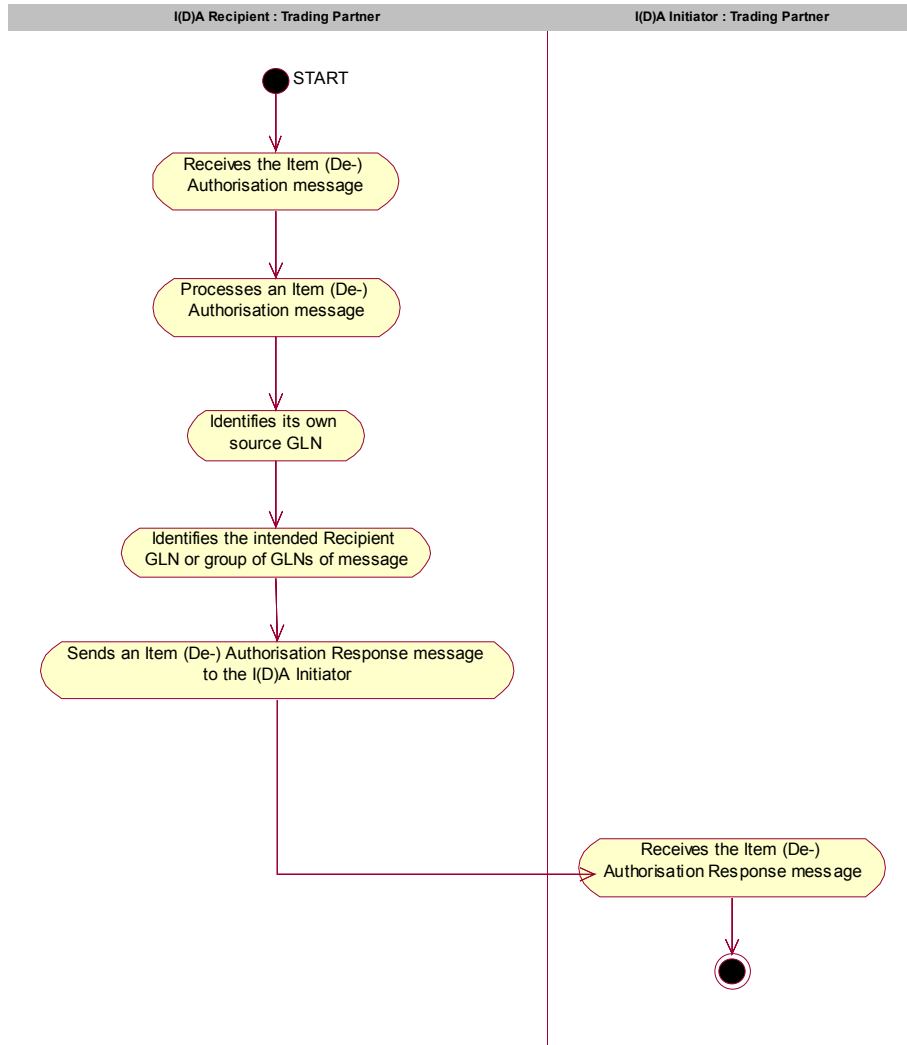 I(D)A Recipient : Trading Partner
I(D)A Initiator : Trading Partner
START
Receives the Item (De-)
Authorisation message
Processes an Item (De-)
Authorisation message
Identifies its own
source GLN
Identifies the intended Recipient
GLN or group of GLNs of message
Sends an Item (De-) Authorisation Response message
to the I(D)A Initiator
Receives the Item (De-)
Authorisation Response message